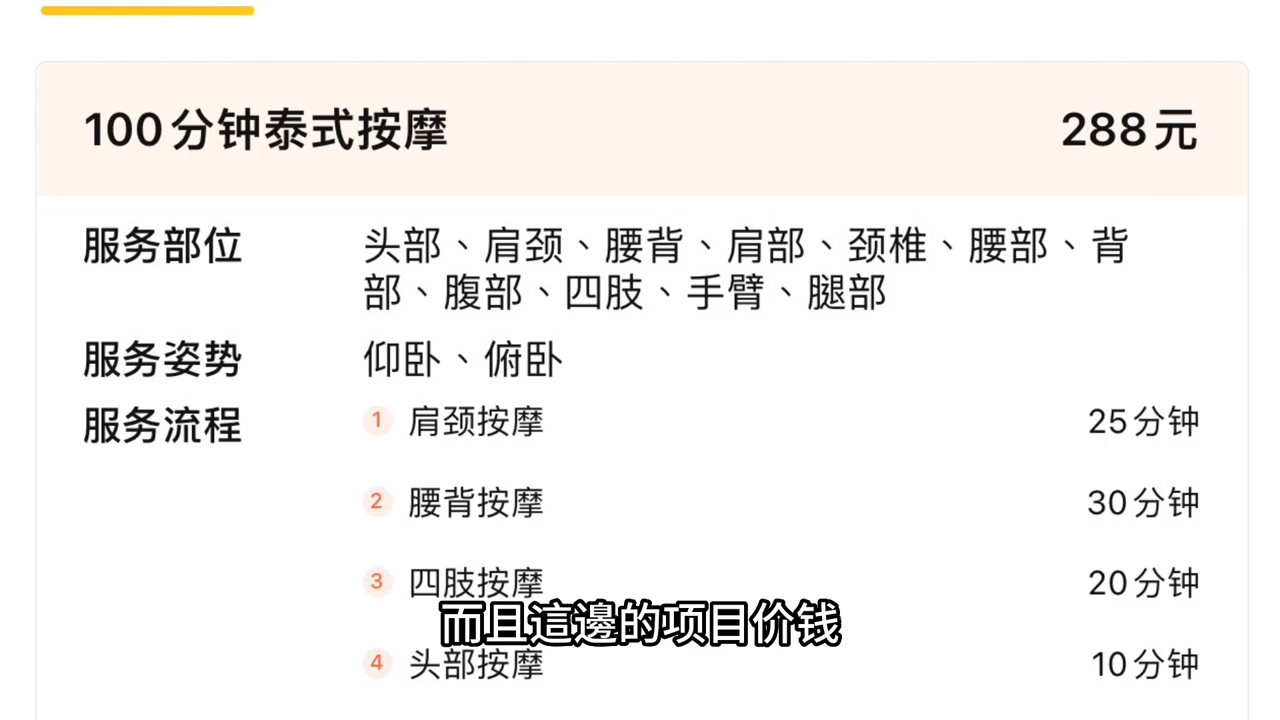 100分钟泰式按摩 288元
服务部位 头部、肩颈、腰背、肩部、颈椎、腰部、背
部、腹部、四肢、手臂、腿部
服务姿势 仰卧、俯卧
服务流程 1 肩颈按摩 25分钟
2 腰背按摩 30分钟
3 四肢按摩 20分钟
而且這邊的项目价钱
4 头部按摩 10分钟